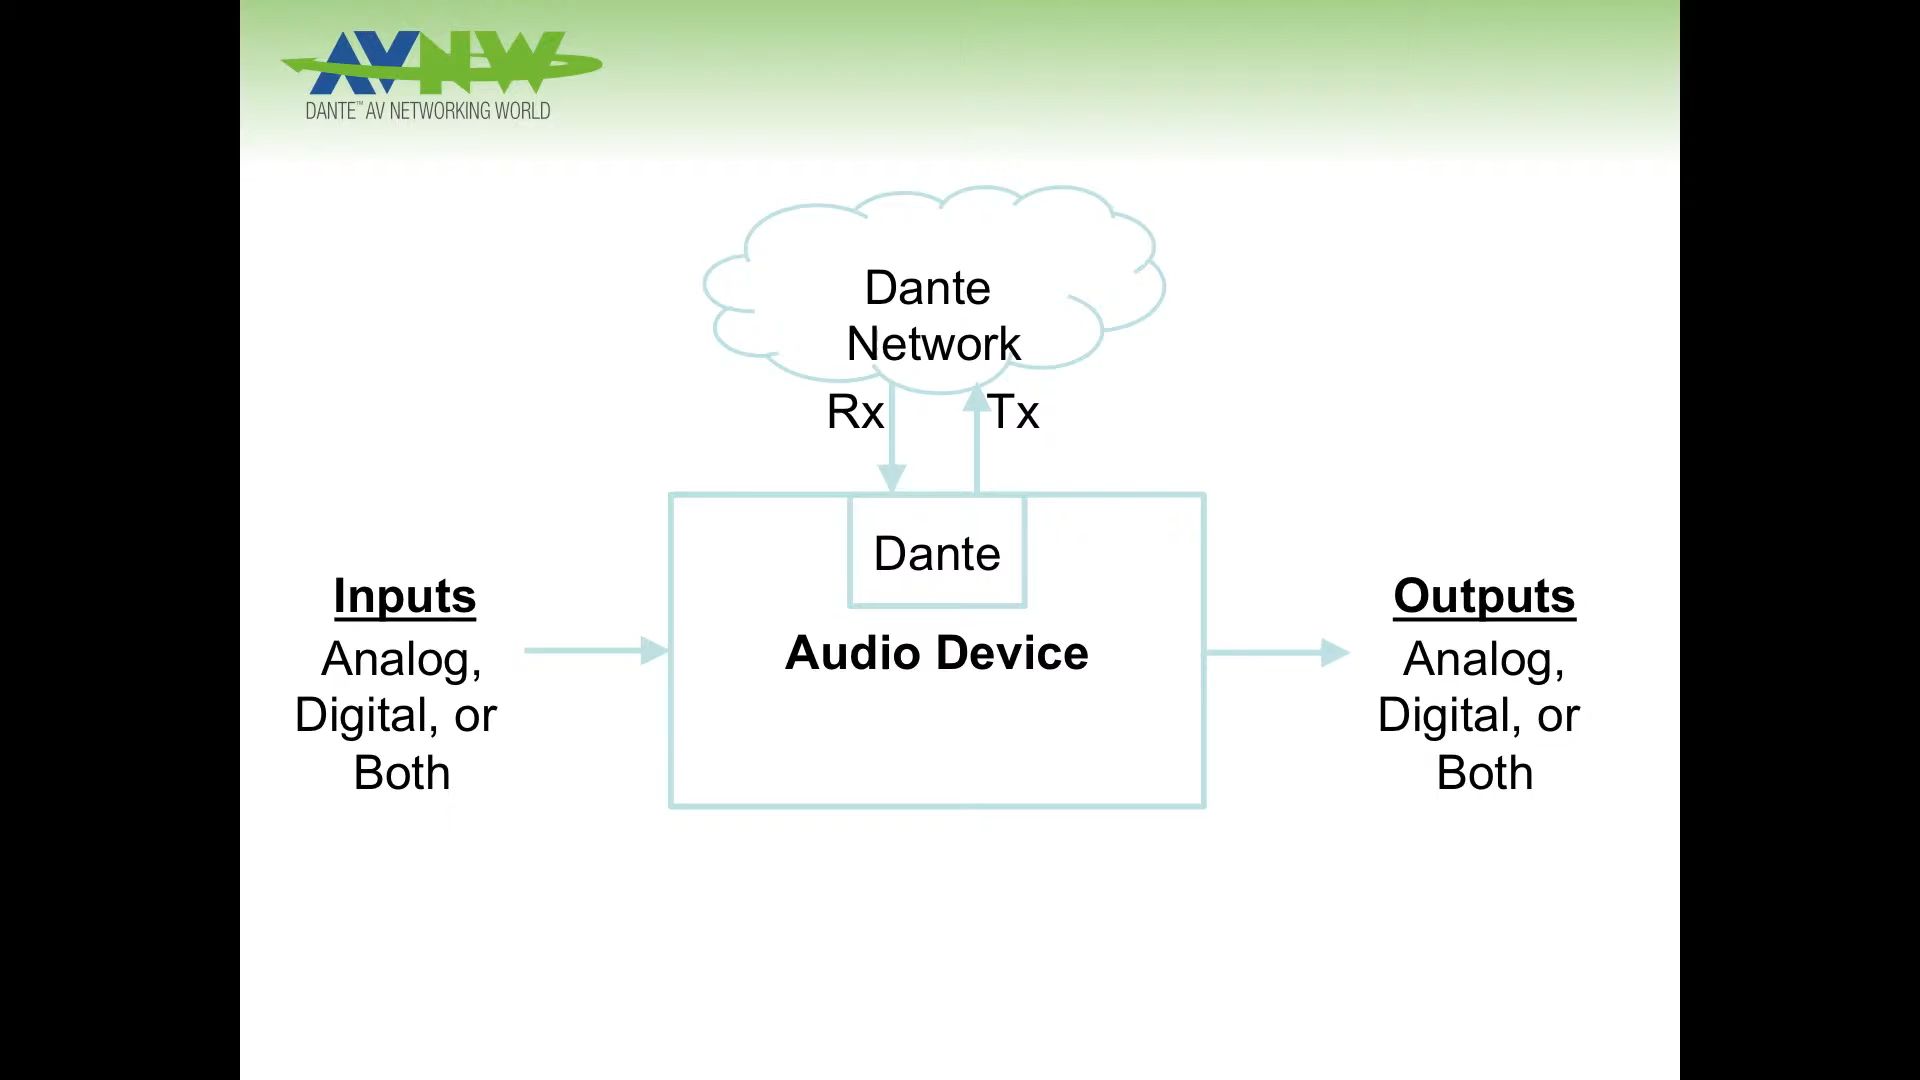 AVNW
DANTE™ AV NETWORKING WORLD
Dante
Network
Rx
Tx
Dante
Audio Device
Inputs
Analog,
Digital, or
Both
Outputs
Analog,
Digital, or
Both